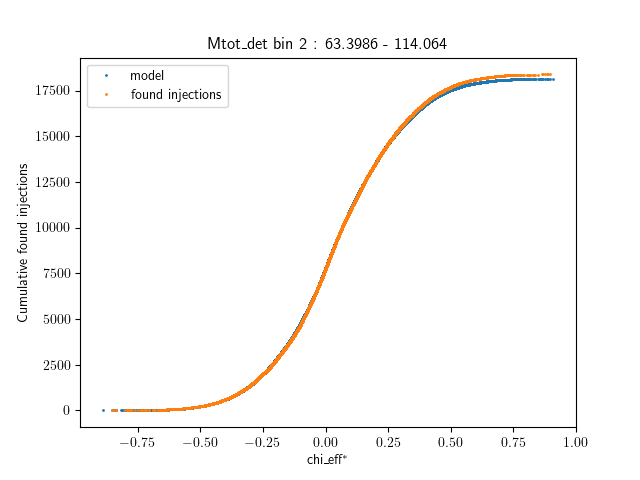 Mtot_det bin 2 : 63.3986 - 114.064
model
found injections
Cumulative found injections
17500
15000
12500
10000
7500
5000
2500
0
−0.75 −0.50 −0.25 0.00 0.25 0.50 0.75 1.00
chi_eff*